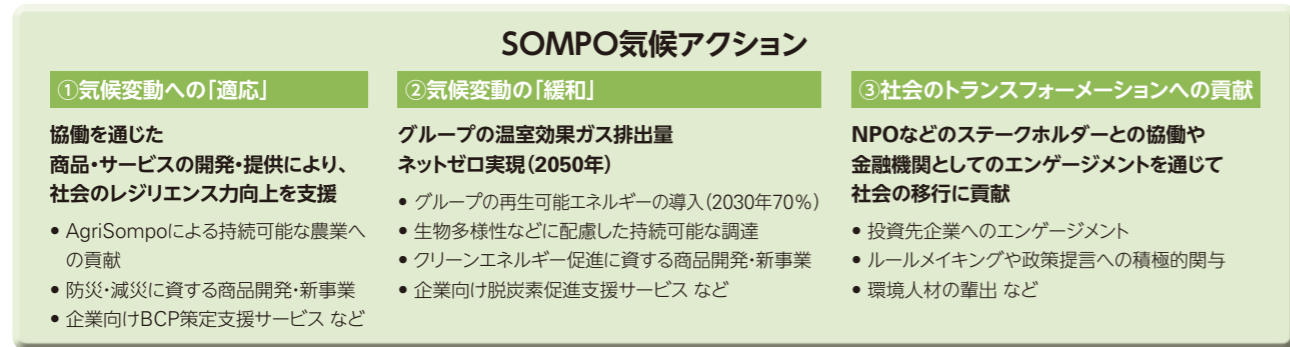 SOMPO気候アクション
①気候変動への「適応」
協働を通じた
商品・サービスの開発・提供により、
社会のレジリエンス力向上を支援
• AgriSompoによる持続可能な農業へ
の貢献
• 防災・減災に資する商品開発・新事業
• 企業向けBCP策定支援サービス など
②気候変動の「緩和」
グループの温室効果ガス排出量
ネットゼロ実現（2050年）
• グループの再生可能エネルギーの導入（2030年70％）
• 生物多様性などに配慮した持続可能な調達
• クリーンエネルギー促進に資する商品開発・新事業
• 企業向け脱炭素促進支援サービス など
③社会のトランスフォーメーションへの貢献
NPOなどのステークホルダーとの協働や
金融機関としてのエンゲージメントを通じて
社会の移行に貢献
• 投資先企業へのエンゲージメント
• ルールメイキングや政策提言への積極的関与
• 環境人材の輩出 など